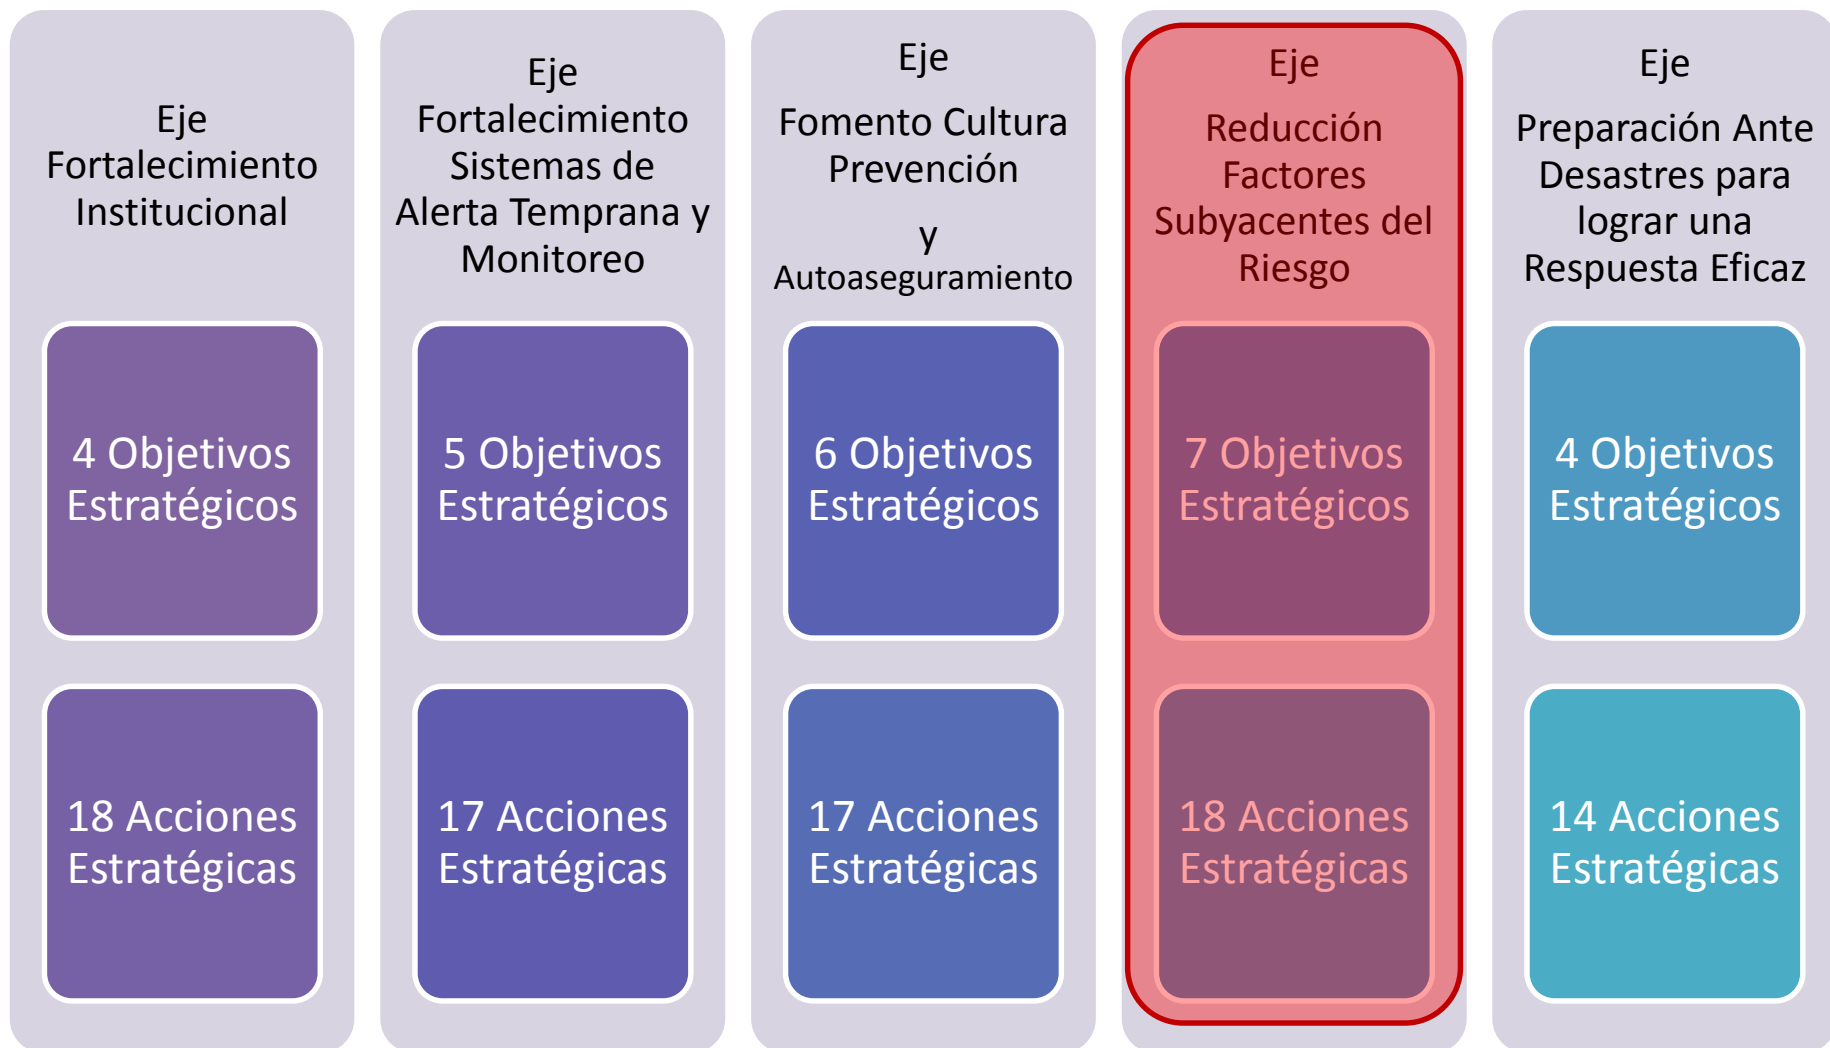 Eje
Fortalecimiento
Institucional
4 Objetivos
Estratégicos
18 Acciones
Estratégicas
Eje
Fortalecimiento
Sistemas de
Alerta Temprana y
Monitoreo
5 Objetivos
Estratégicos
17 Acciones
Estratégicas
Eje
Fomento Cultura
Prevención
y
Autoaseguramiento
6 Objetivos
Estratégicos
17 Acciones
Estratégicas
Eje
Reducción
Factores
Subyacentes del
Riesgo
7 Objetivos
Estratégicos
18 Acciones
Estratégicas
Eje
Preparación Ante
Desastres para
lograr una
Respuesta Eficaz
4 Objetivos
Estratégicos
14 Acciones
Estratégicas